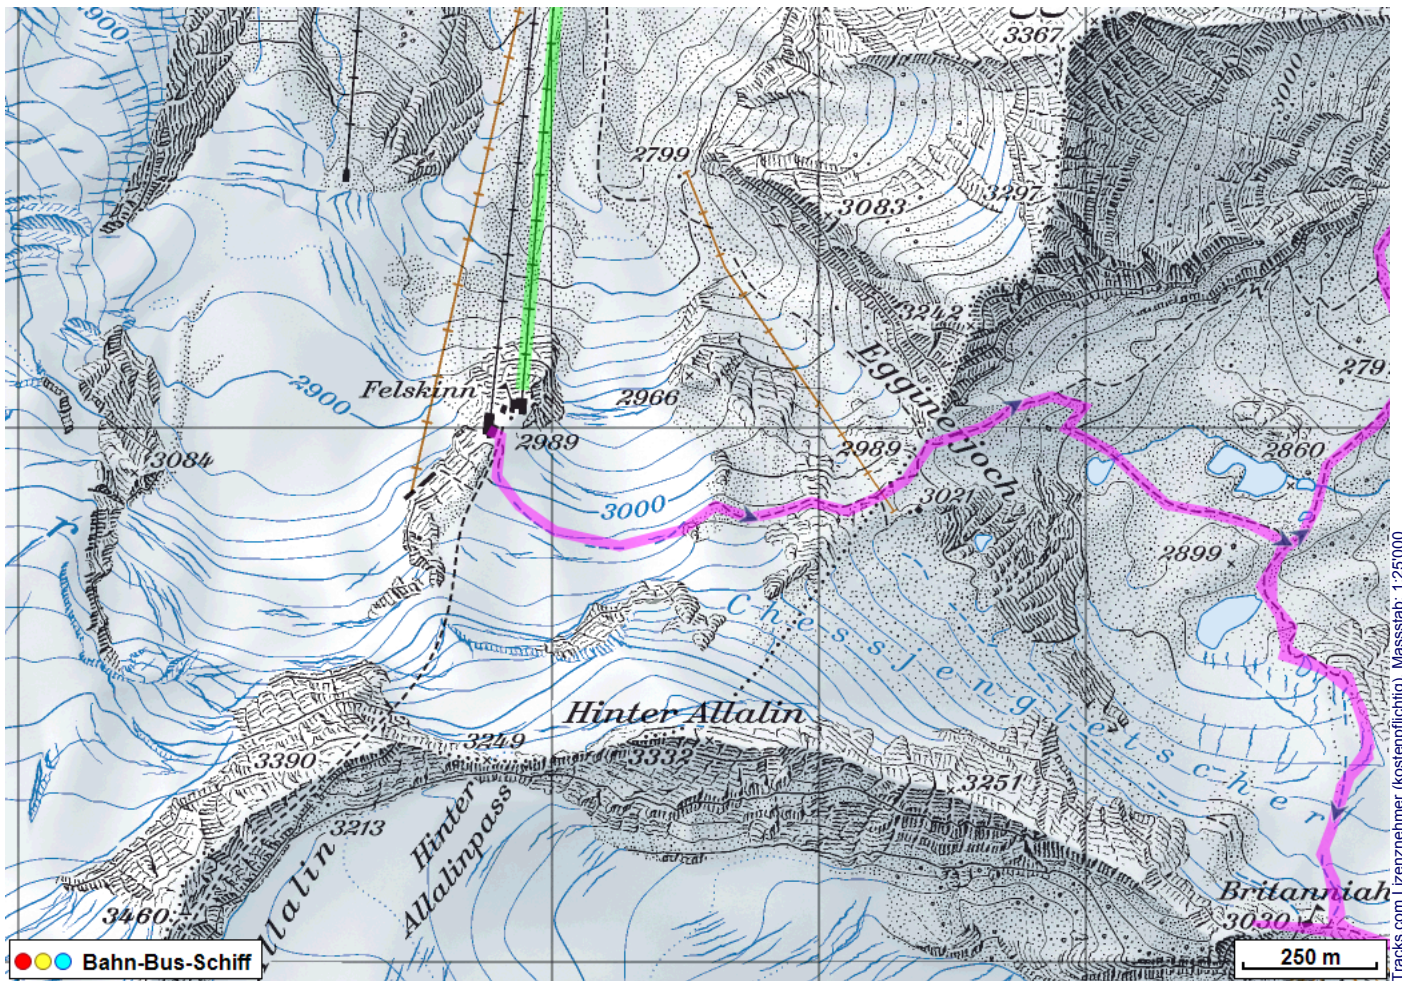 2900
3367
3000
2799
3297
3083
3242
Egginerjoch
279
2900
Felskinn
2966
2989
2989
2860
3084
3021
3000
r
2899
Chessjengletscher
Hinter Allalin
3249
3332
3390
3251
3213
Hinter
Allalinpass
Britanniah
3460
llalin
3030
Bahn-Bus-Schiff
250 m
Tracks.com Lizenznehmer (kostenpflichtig) Massstab: 1:25'000